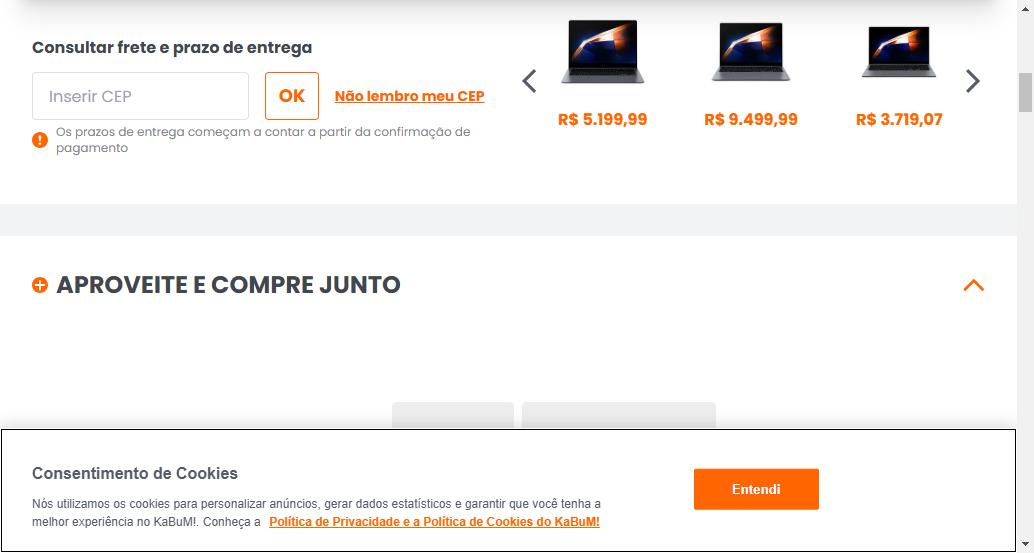 Consultar frete e prazo de entrega
Inserir CEP
OK
Não lembro meu CEP
Os prazos de entrega começam a contar a partir da confirmação de
pagamento
R$ 5.199,99
R$ 9.499,99
R$ 3.719,07
APROVEITE E COMPRE JUNTO
Consentimento de Cookies
Nós utilizamos os cookies para personalizar anúncios, gerar dados estatísticos e garantir que você tenha a
melhor experiência no KaBuM!. Conheça a Política de Privacidade e a Política de Cookies do KaBuM!
Entendi